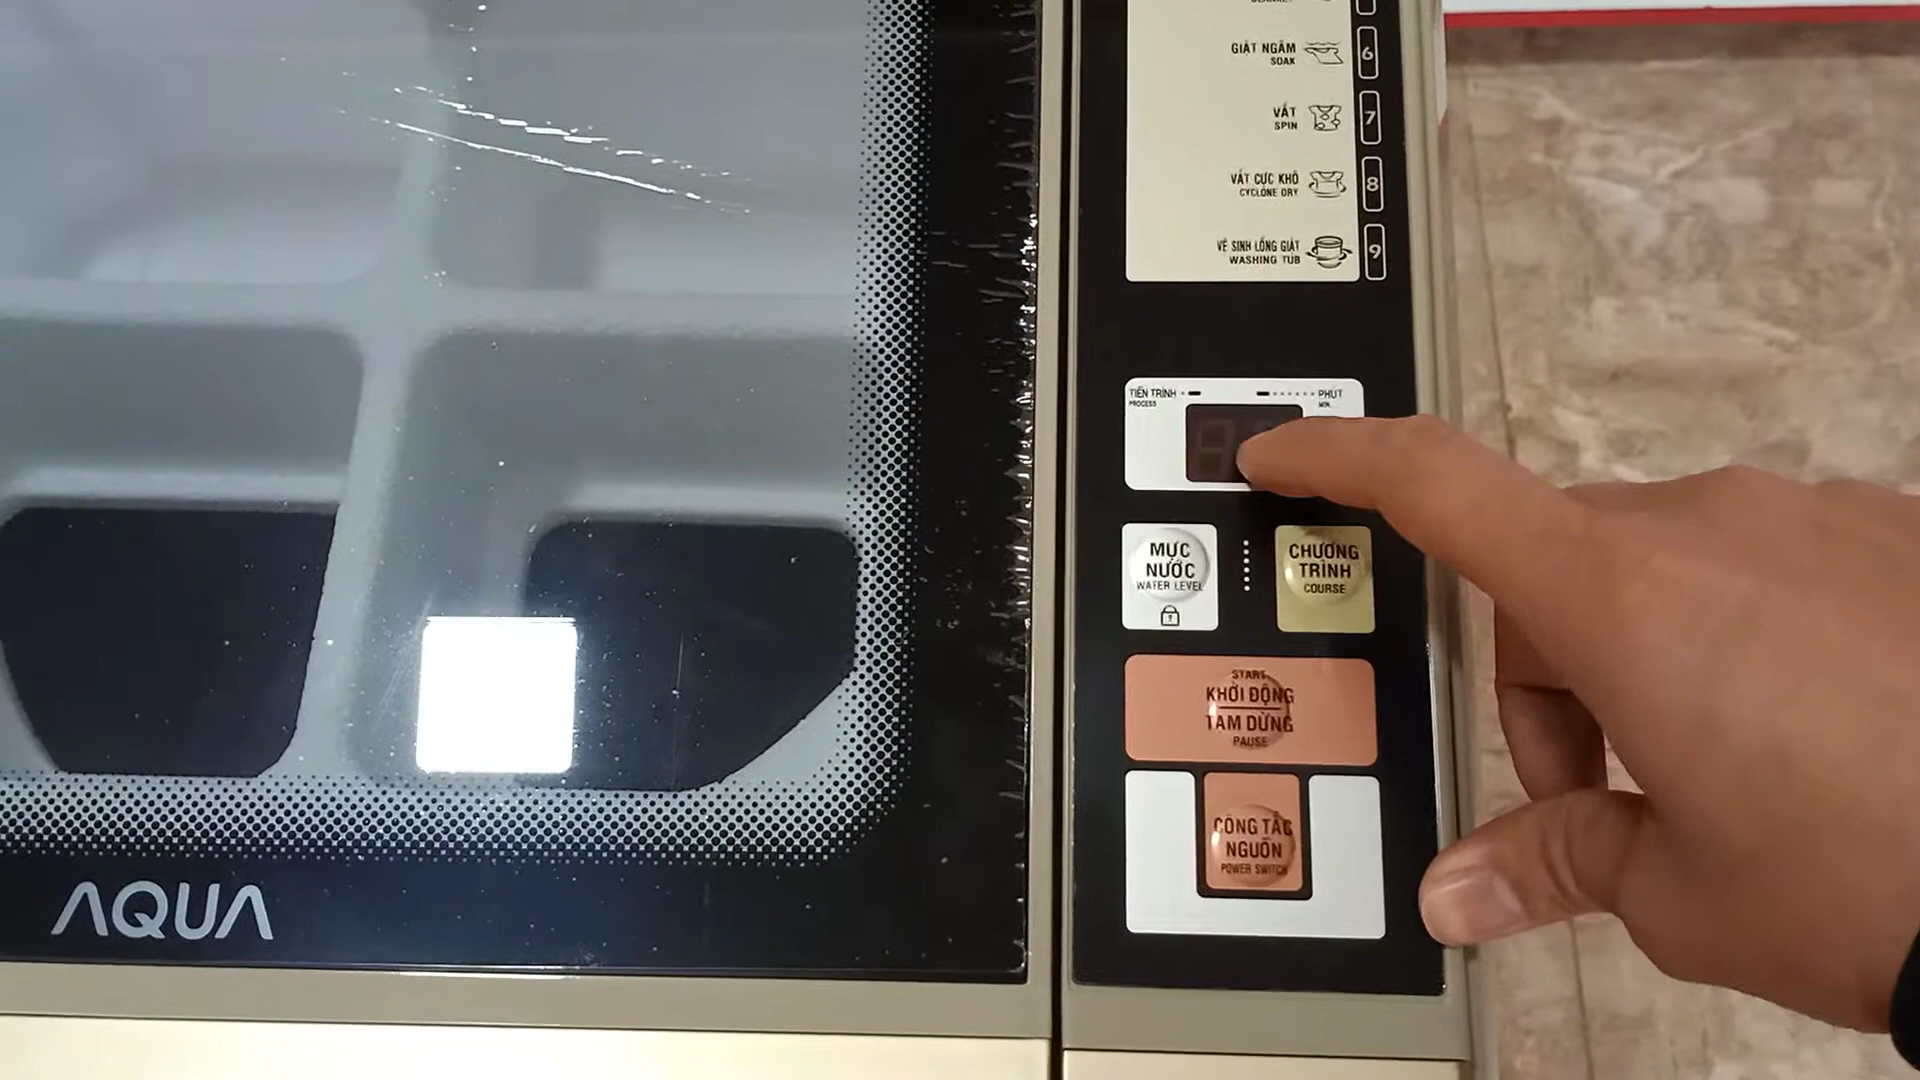 BLANKET
GIẶT NGÂM
SOAK
6
VẮT
SPIN
7
VẮT CỰC KHÔ
CYCLONE DRY
8
VỆ SINH LỒNG GIẶT
WASHING TUB
9
TIẾN TRÌNH
PROCESS
PHÚT
MIN.
MỰC
NƯỚC
WATER LEVEL
CHƯƠNG
TRÌNH
COURSE
START
KHỞI ĐỘNG
TẠM DỪNG
PAUSE
CÔNG TẮC
NGUỒN
POWER SWITCH
AQUA